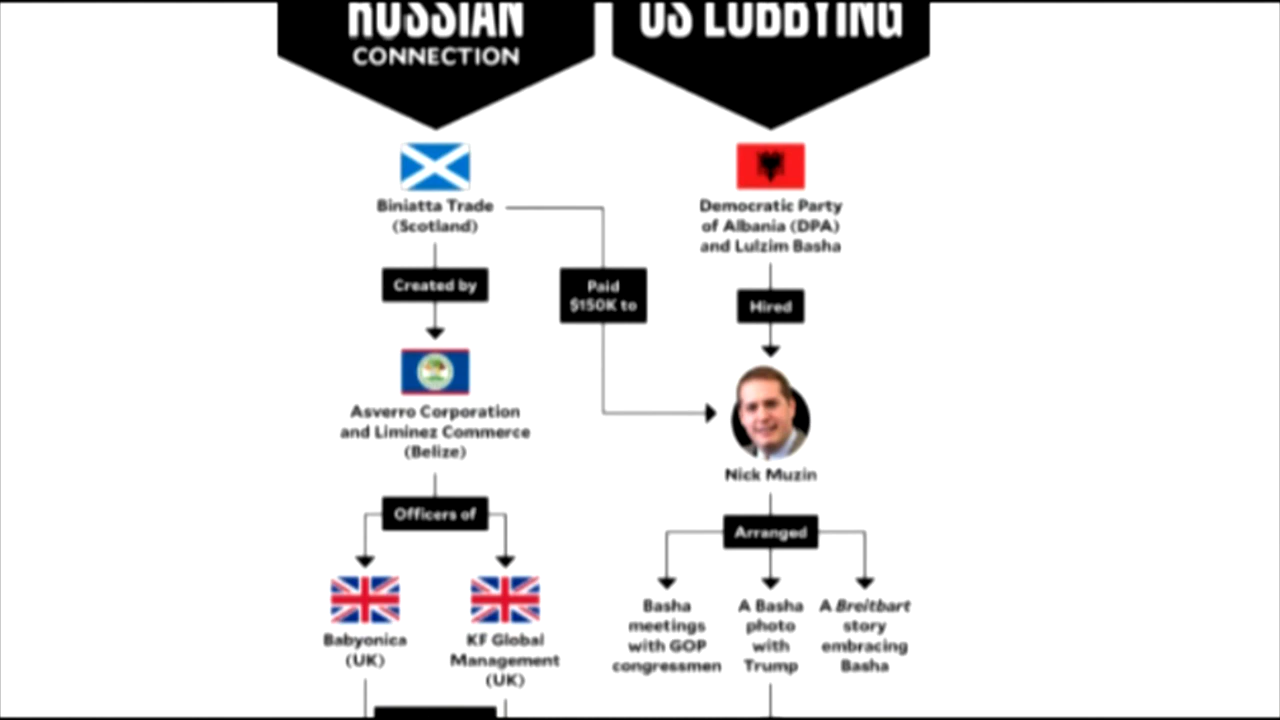 RUSSIAN
CONNECTION
US LOBBYING
Biniatta Trade
(Scotland)
Democratic Party
of Albania (DPA)
and Lulzim Basha
Created by
Paid
$150K to
Hired
Asverro Corporation
and Liminez Commerce
(Belize)
Nick Muzin
Officers of
Arranged
Babyonica
(UK)
KF Global
Management
(UK)
Basha
meetings
with GOP
congressmen
A Basha
photo
with
Trump
A Breitbart
story
embracing
Basha